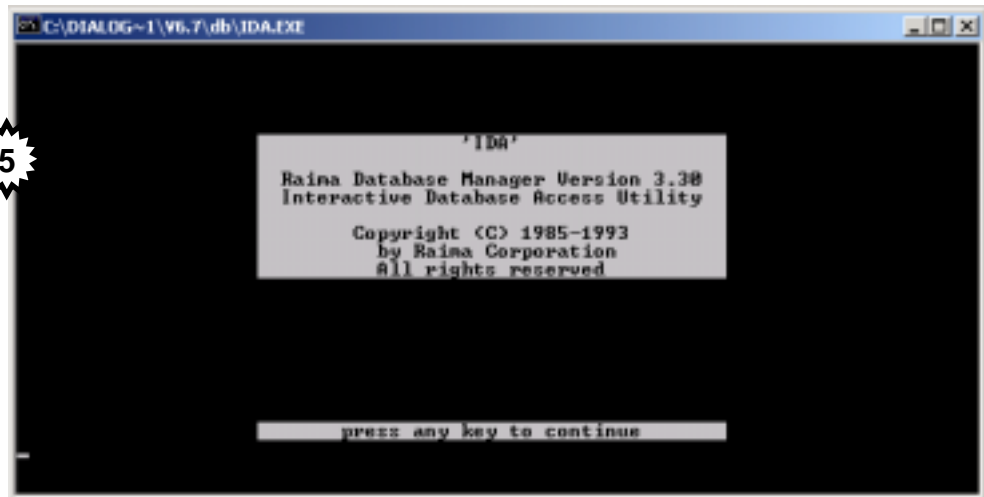 C:\DIALOG~1\V6.7\db\IDA.EXE
5
'IDA'
Raima Database Manager Version 3.30
Interactive Database Access Utility
Copyright (C) 1985-1993
by Raima Corporation
All rights reserved
press any key to continue